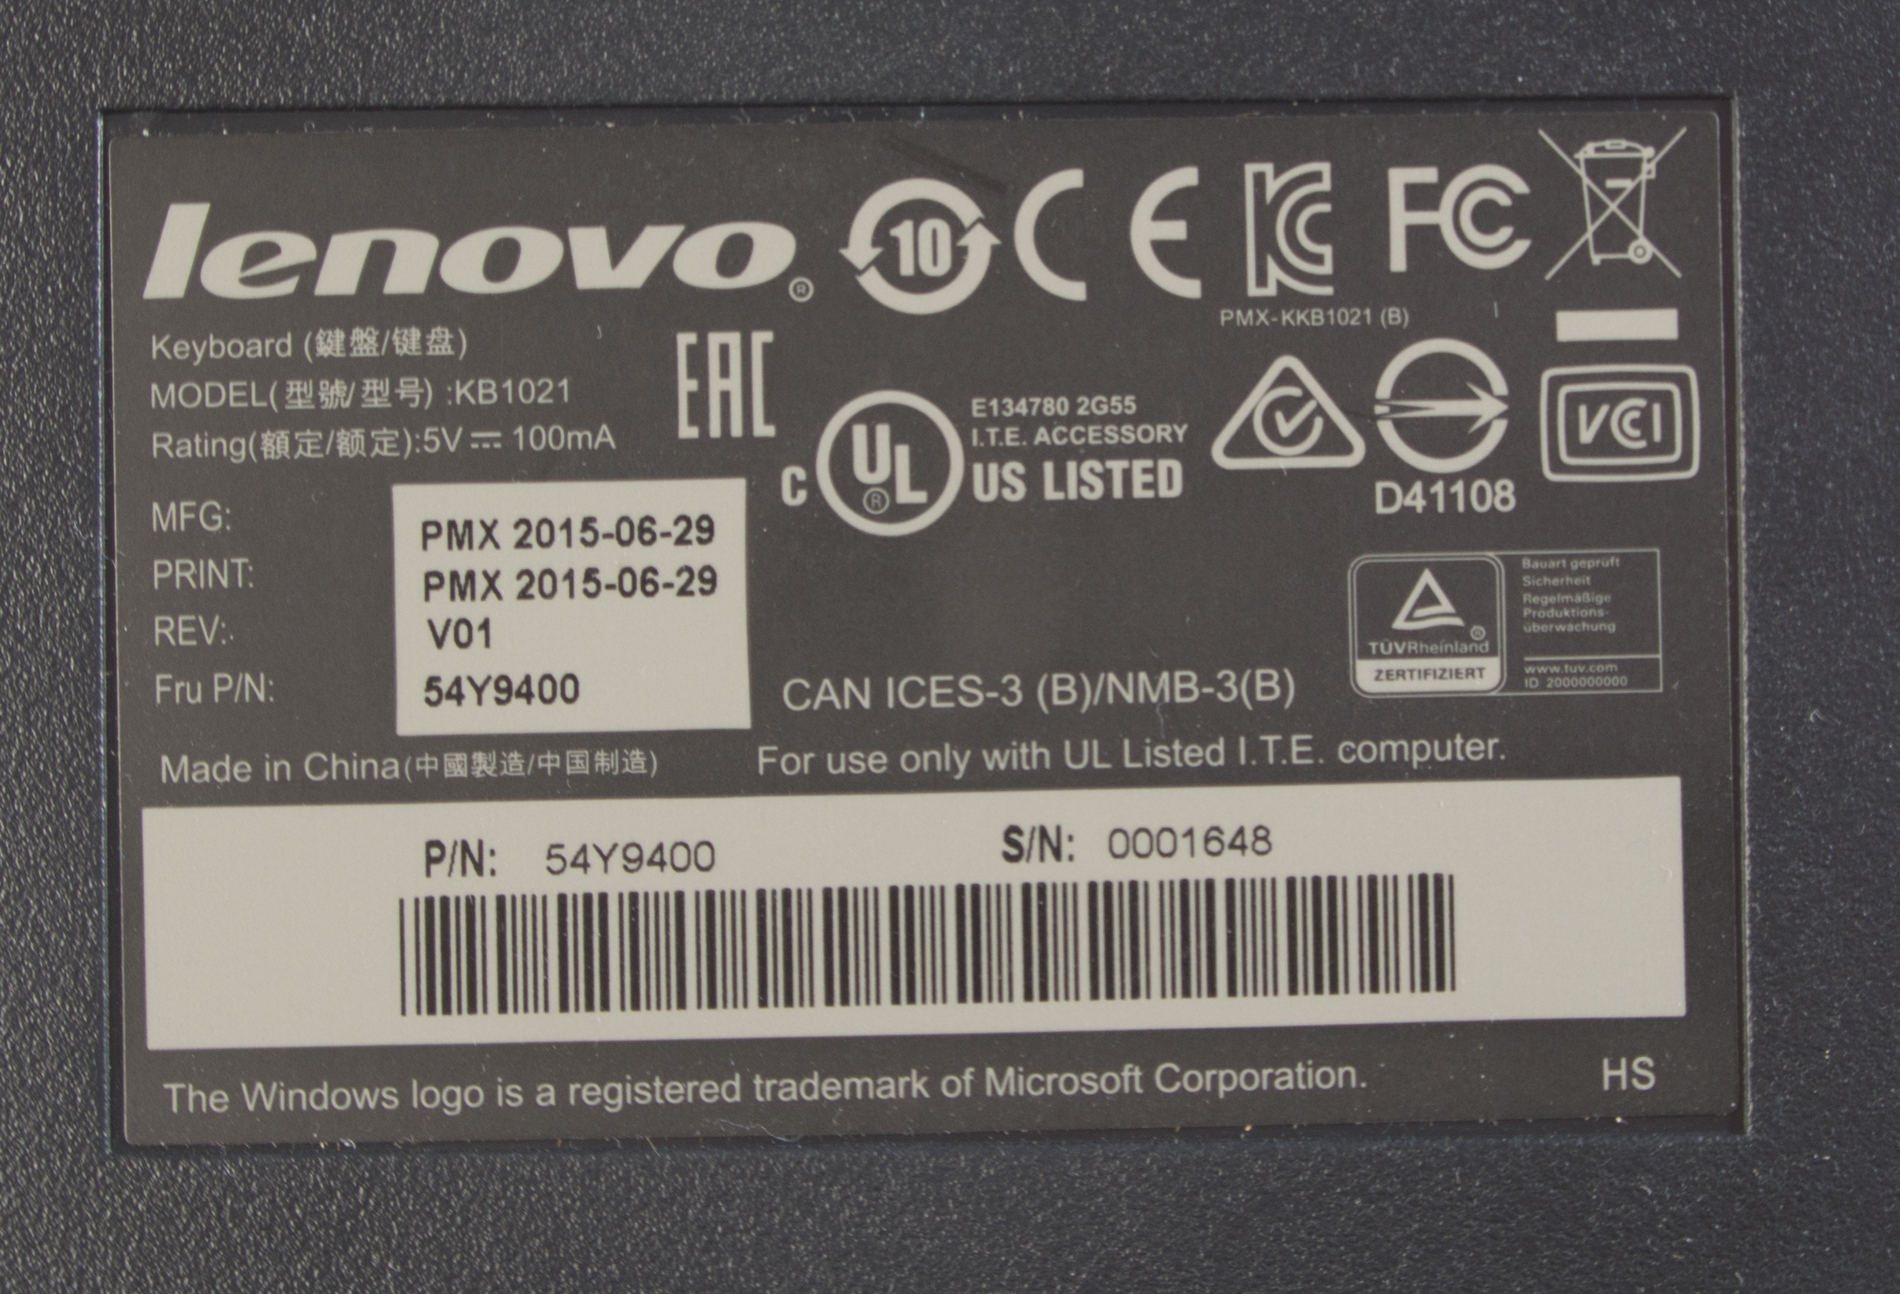 lenovo®
10
CE
KC
FC
PMX-KKB1021 (B)
Keyboard (鍵盤/键盘)
MODEL(型號/型号) :KB1021
Rating(額定/额定):5V ⎓ 100mA
EAC
c UL® US LISTED
E134780 2G55
I.T.E. ACCESSORY
D41108
VCI
MFG: PMX 2015-06-29
PRINT: PMX 2015-06-29
REV: V01
Fru P/N: 54Y9400
TÜVRheinland®
ZERTIFIZIERT
Bauart geprüft
Sicherheit
Regelmäßige
Produktions-
überwachung
www.tuv.com
ID 2000000000
CAN ICES-3 (B)/NMB-3(B)
Made in China(中國製造/中国制造)
For use only with UL Listed I.T.E. computer.
P/N: 54Y9400 S/N: 0001648
The Windows logo is a registered trademark of Microsoft Corporation. HS